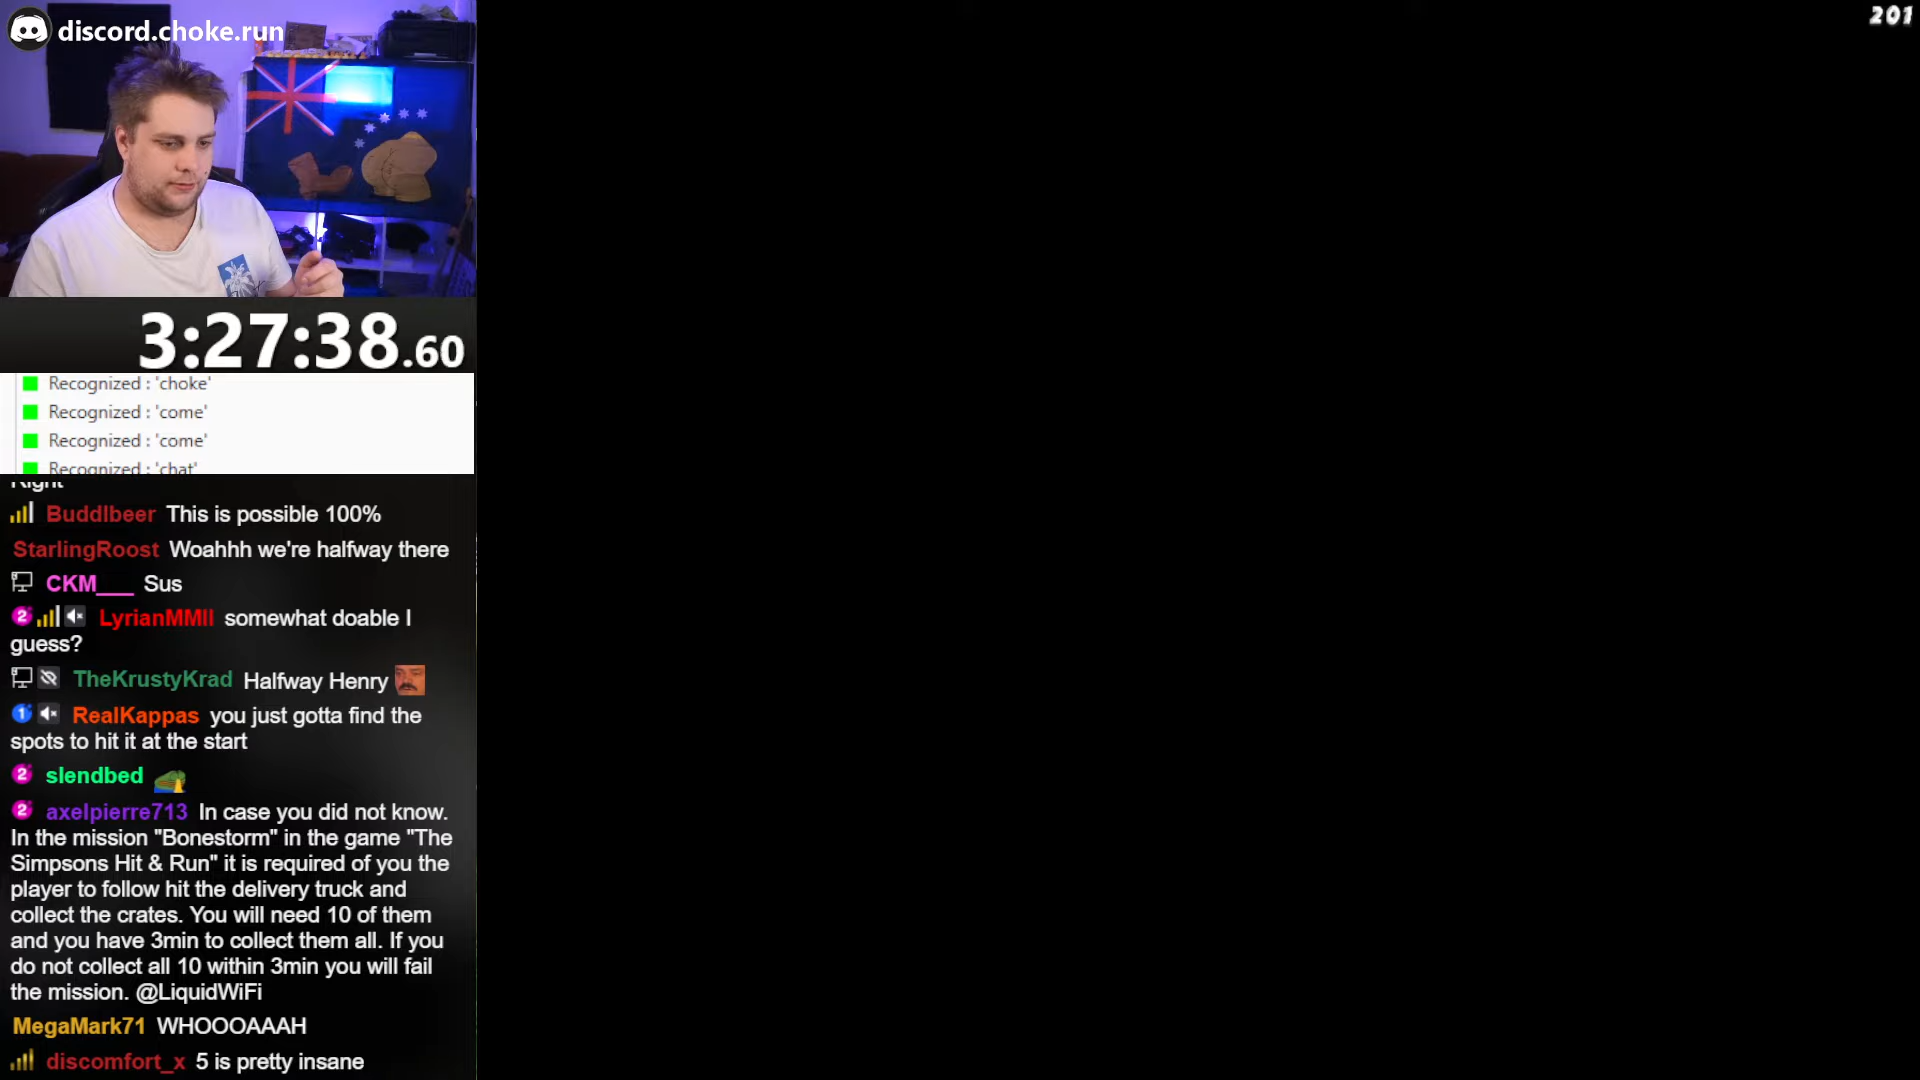 discord.choke.run
201
3:27:38.60
Recognized : 'choke'
Recognized : 'come'
Recognized : 'come'
Recognized : 'chat'
Right
Buddlbeer This is possible 100%
StarlingRoost Woahhh we're halfway there
CKM___ Sus
2 LyrianMMII somewhat doable I
guess?
TheKrustyKrad Halfway Henry
1 RealKappas you just gotta find the
spots to hit it at the start
2 slendbed
2 axelpierre713 In case you did not know.
In the mission "Bonestorm" in the game "The
Simpsons Hit & Run" it is required of you the
player to follow hit the delivery truck and
collect the crates. You will need 10 of them
and you have 3min to collect them all. If you
do not collect all 10 within 3min you will fail
the mission. @LiquidWiFi
MegaMark71 WHOOOAAAH
discomfort_x 5 is pretty insane